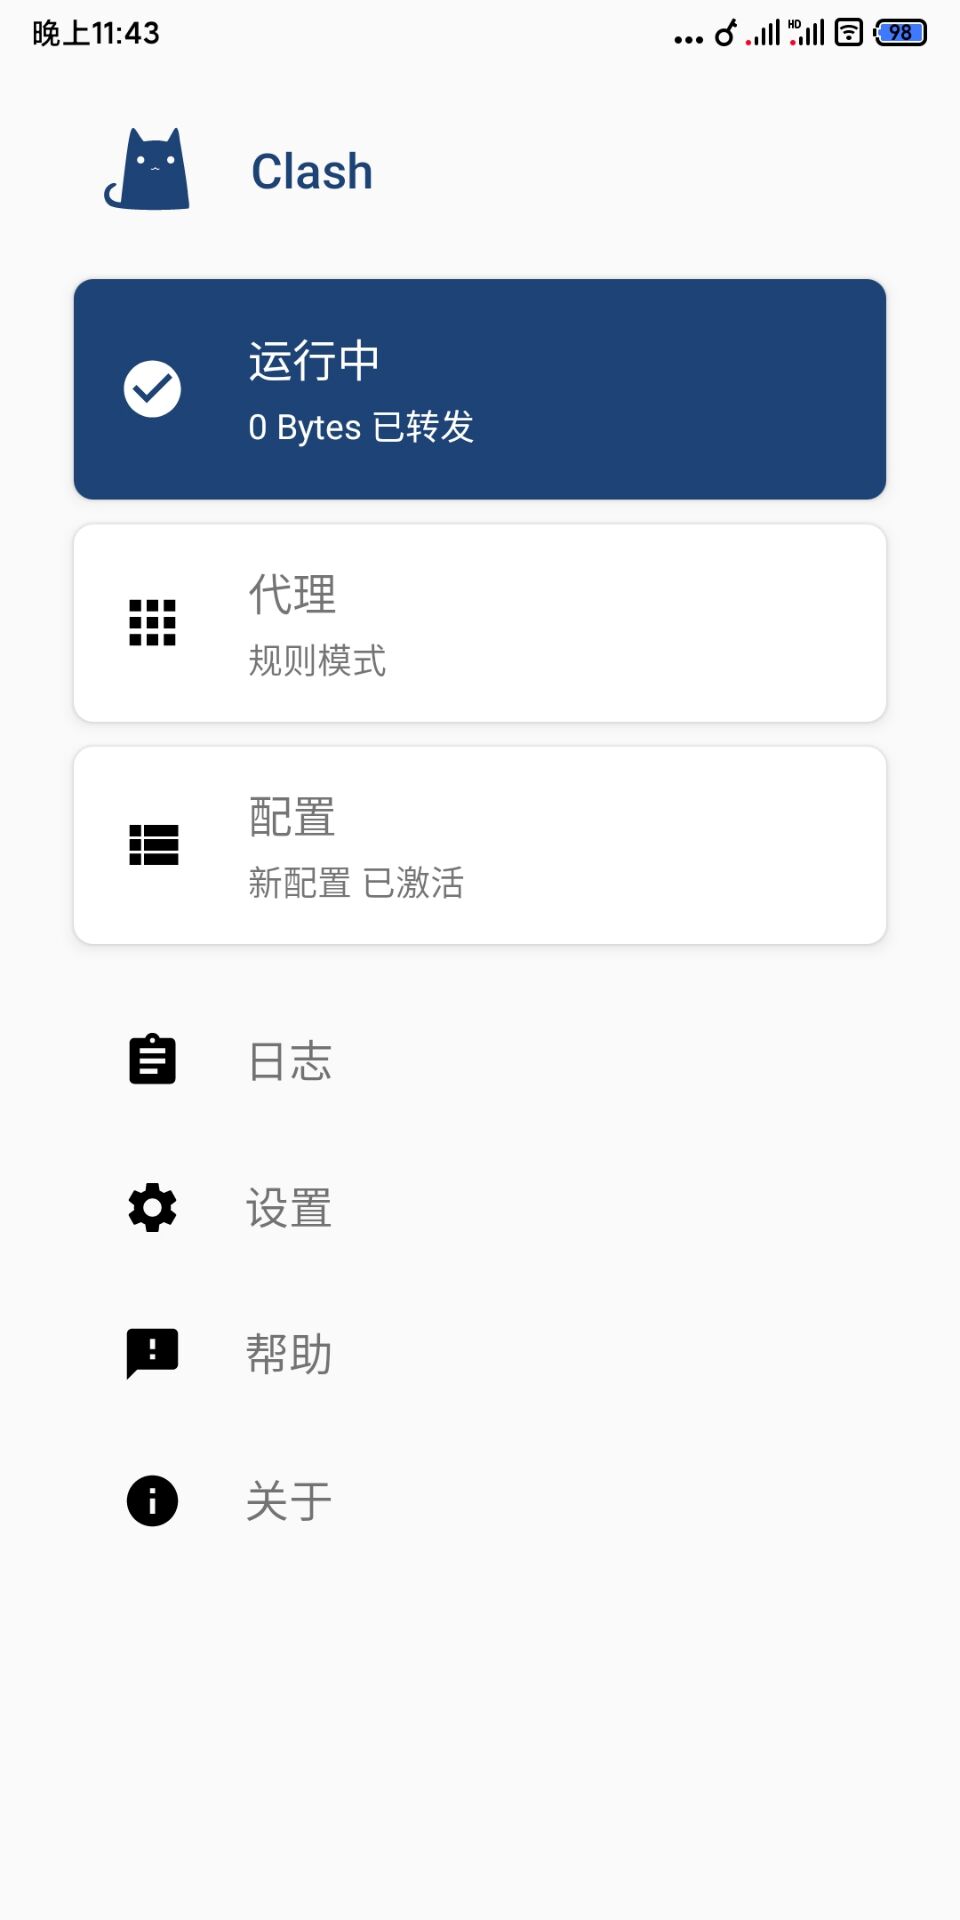 晚上11:43
HD
98
Clash
运行中
0 Bytes 已转发
代理
规则模式
配置
新配置 已激活
日志
设置
帮助
关于